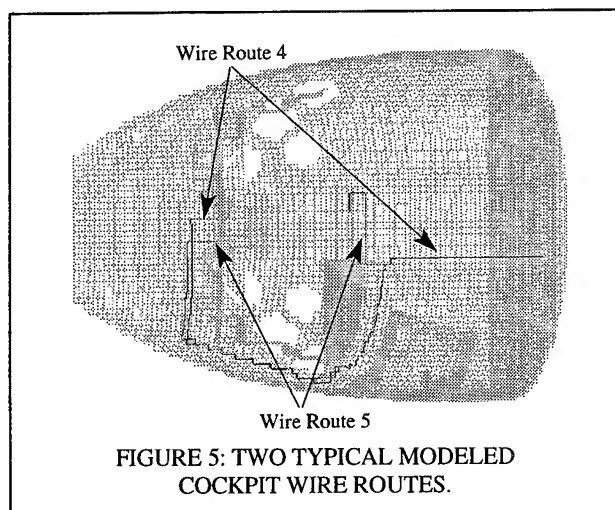 Wire Route 4
Wire Route 5
FIGURE 5: TWO TYPICAL MODELED
COCKPIT WIRE ROUTES.